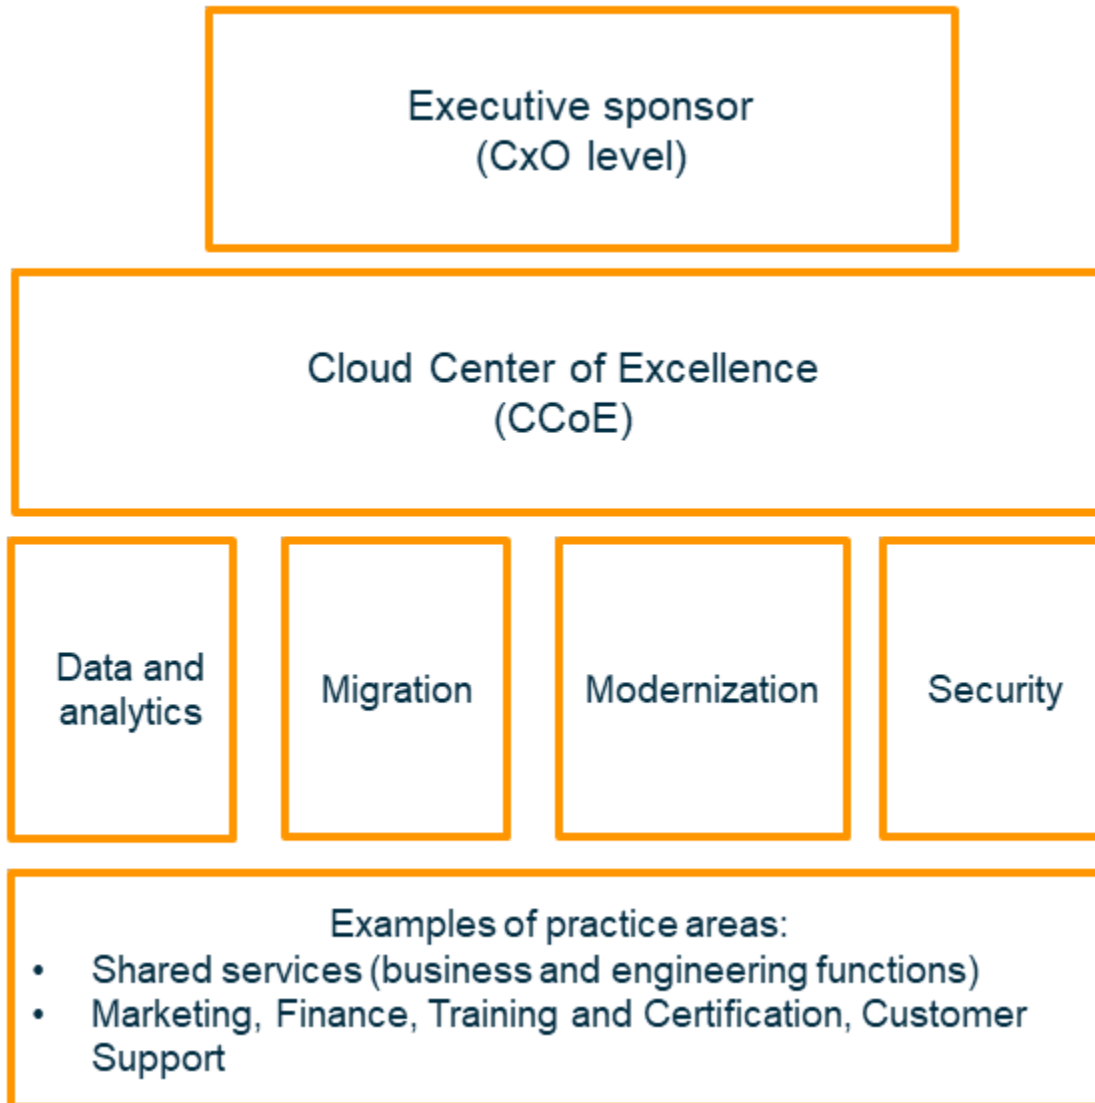 Executive sponsor
(CxO level)
Cloud Center of Excellence
(CCoE)
Data and
analytics
Migration
Modernization
Security
Examples of practice areas:
• Shared services (business and engineering functions)
• Marketing, Finance, Training and Certification, Customer
Support